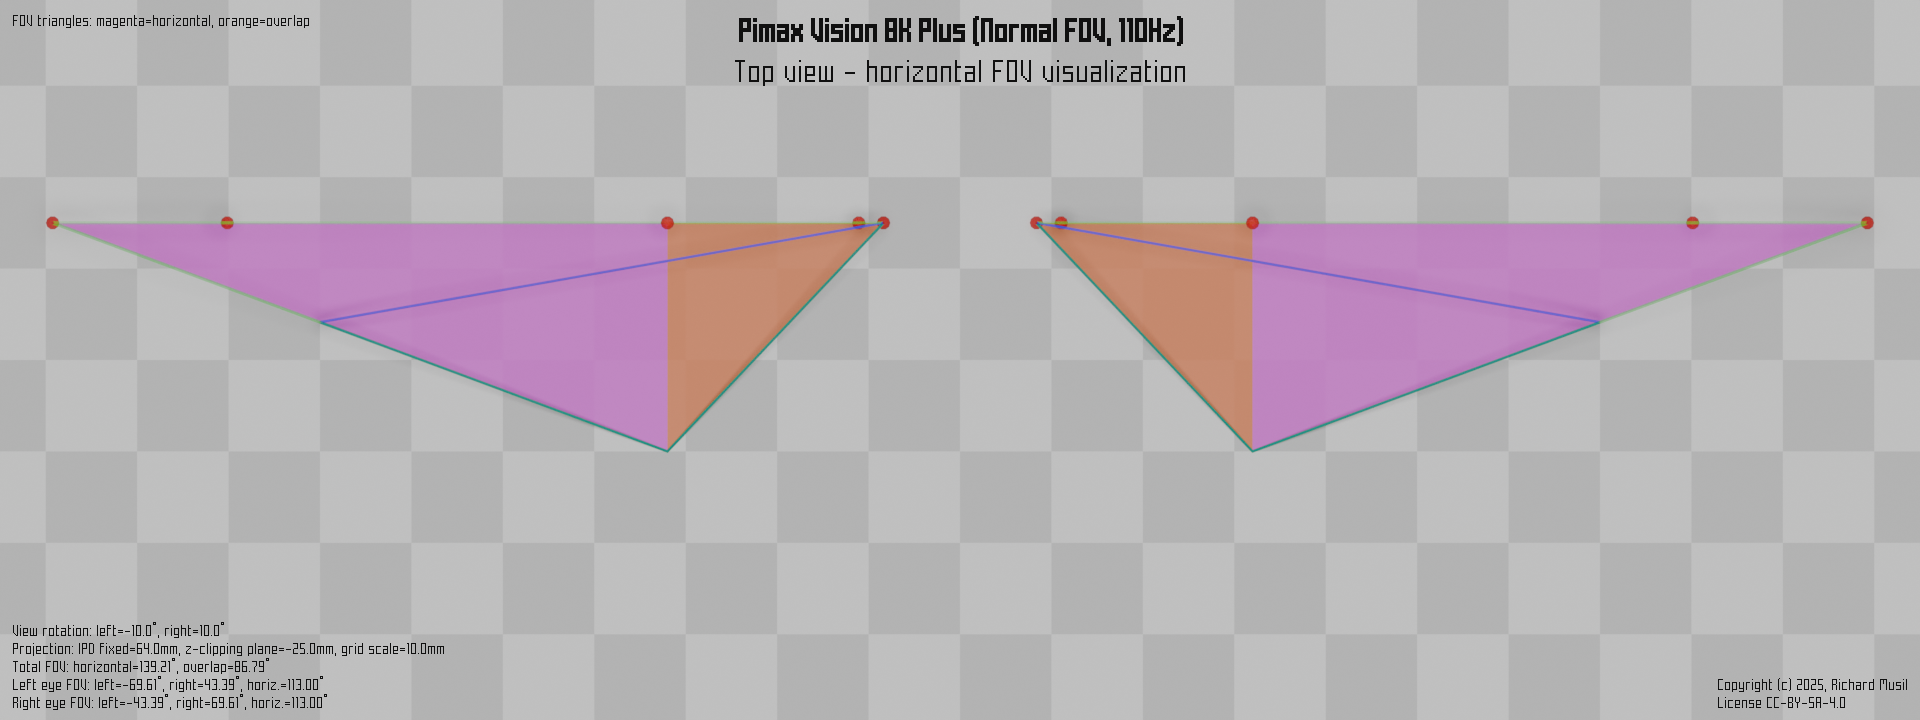 FOV triangles: magenta=horizontal, orange=overlap
Pimax Vision 8K Plus (Normal FOV, 110Hz)
Top view - horizontal FOV visualization
View rotation: left=-10.0°, right=10.0°
Projection: IPD fixed=64.0mm, z-clipping plane=-25.0mm, grid scale=10.0mm
Total FOV: horizontal=139.21°, overlap=86.79°
Left eye FOV: left=-69.61°, right=43.39°, horiz.=113.00°
Right eye FOV: left=-43.39°, right=69.61°, horiz.=113.00°
Copyright (c) 2025, Richard Musil
License CC-BY-SA-4.0